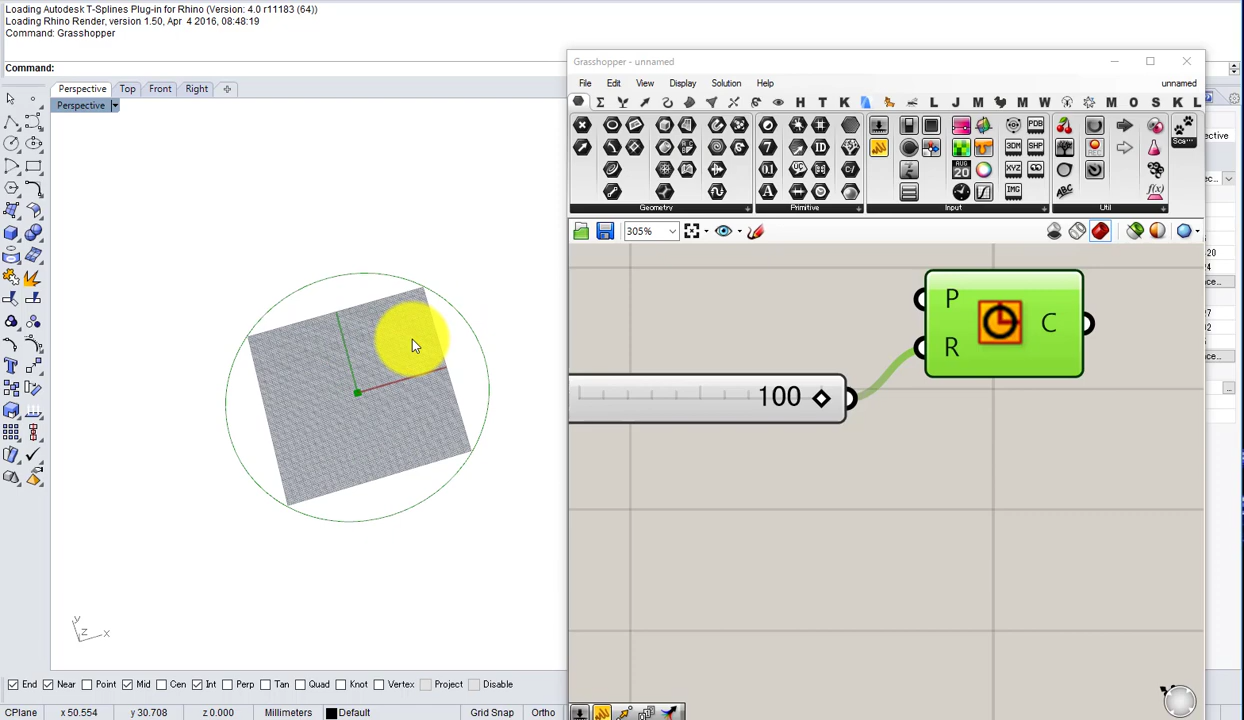 Loading Autodesk T-Splines Plug-in for Rhino (Version: 4.0 r11183 (64))
Loading Rhino Render, version 1.50, Apr 4 2016, 08:48:19
Command: Grasshopper
Command:
Perspective Top Front Right
Perspective
Grasshopper - unnamed
File Edit View Display Solution Help unnamed
Geometry Primitive Input Util
305%
P
R
C
100
y
z x
End Near Point Mid Cen Int Perp Tan Quad Knot Vertex Project Disable
CPlane x 50.554 y 30.708 z 0.000 Millimeters Default Grid Snap Ortho